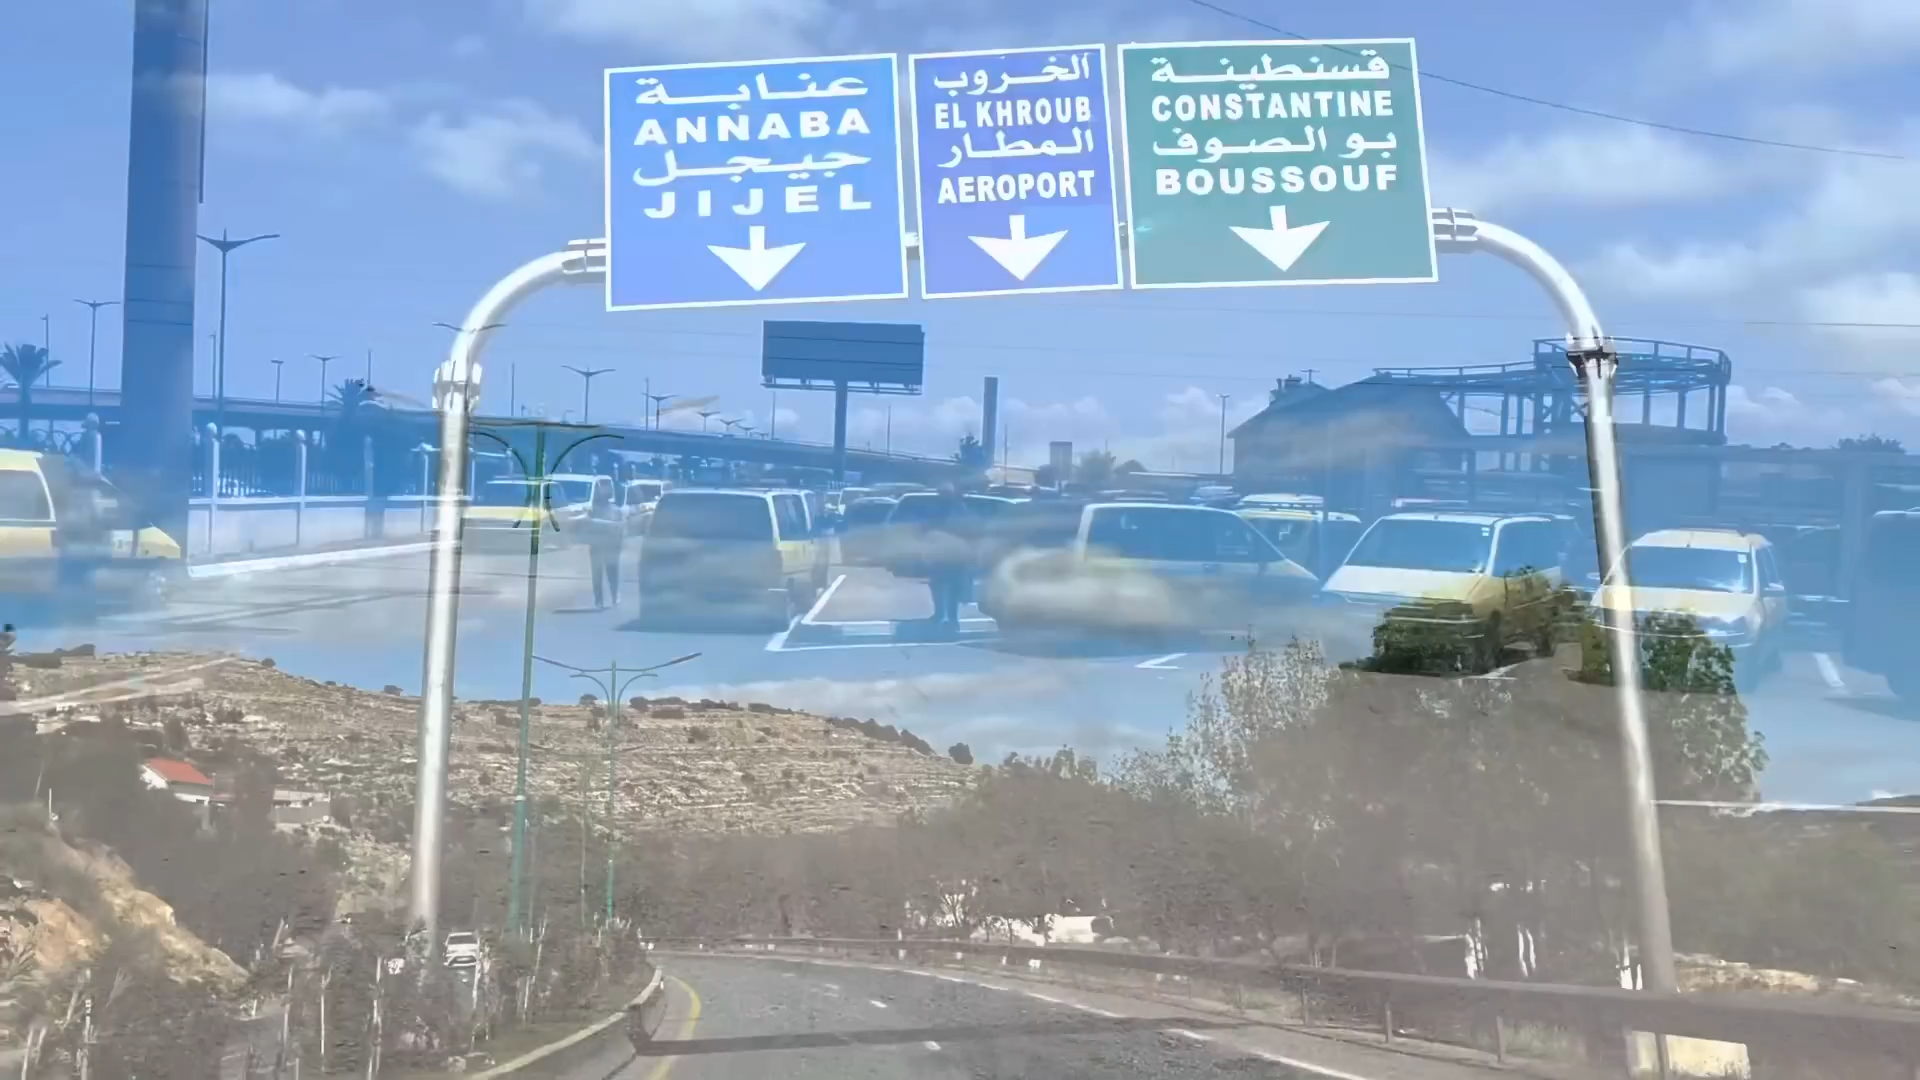 عنابة
ANNABA
جيجل
JIJEL
الخروب
EL KHROUB
المطار
AEROPORT
قسنطينة
CONSTANTINE
بو الصوف
BOUSSOUF